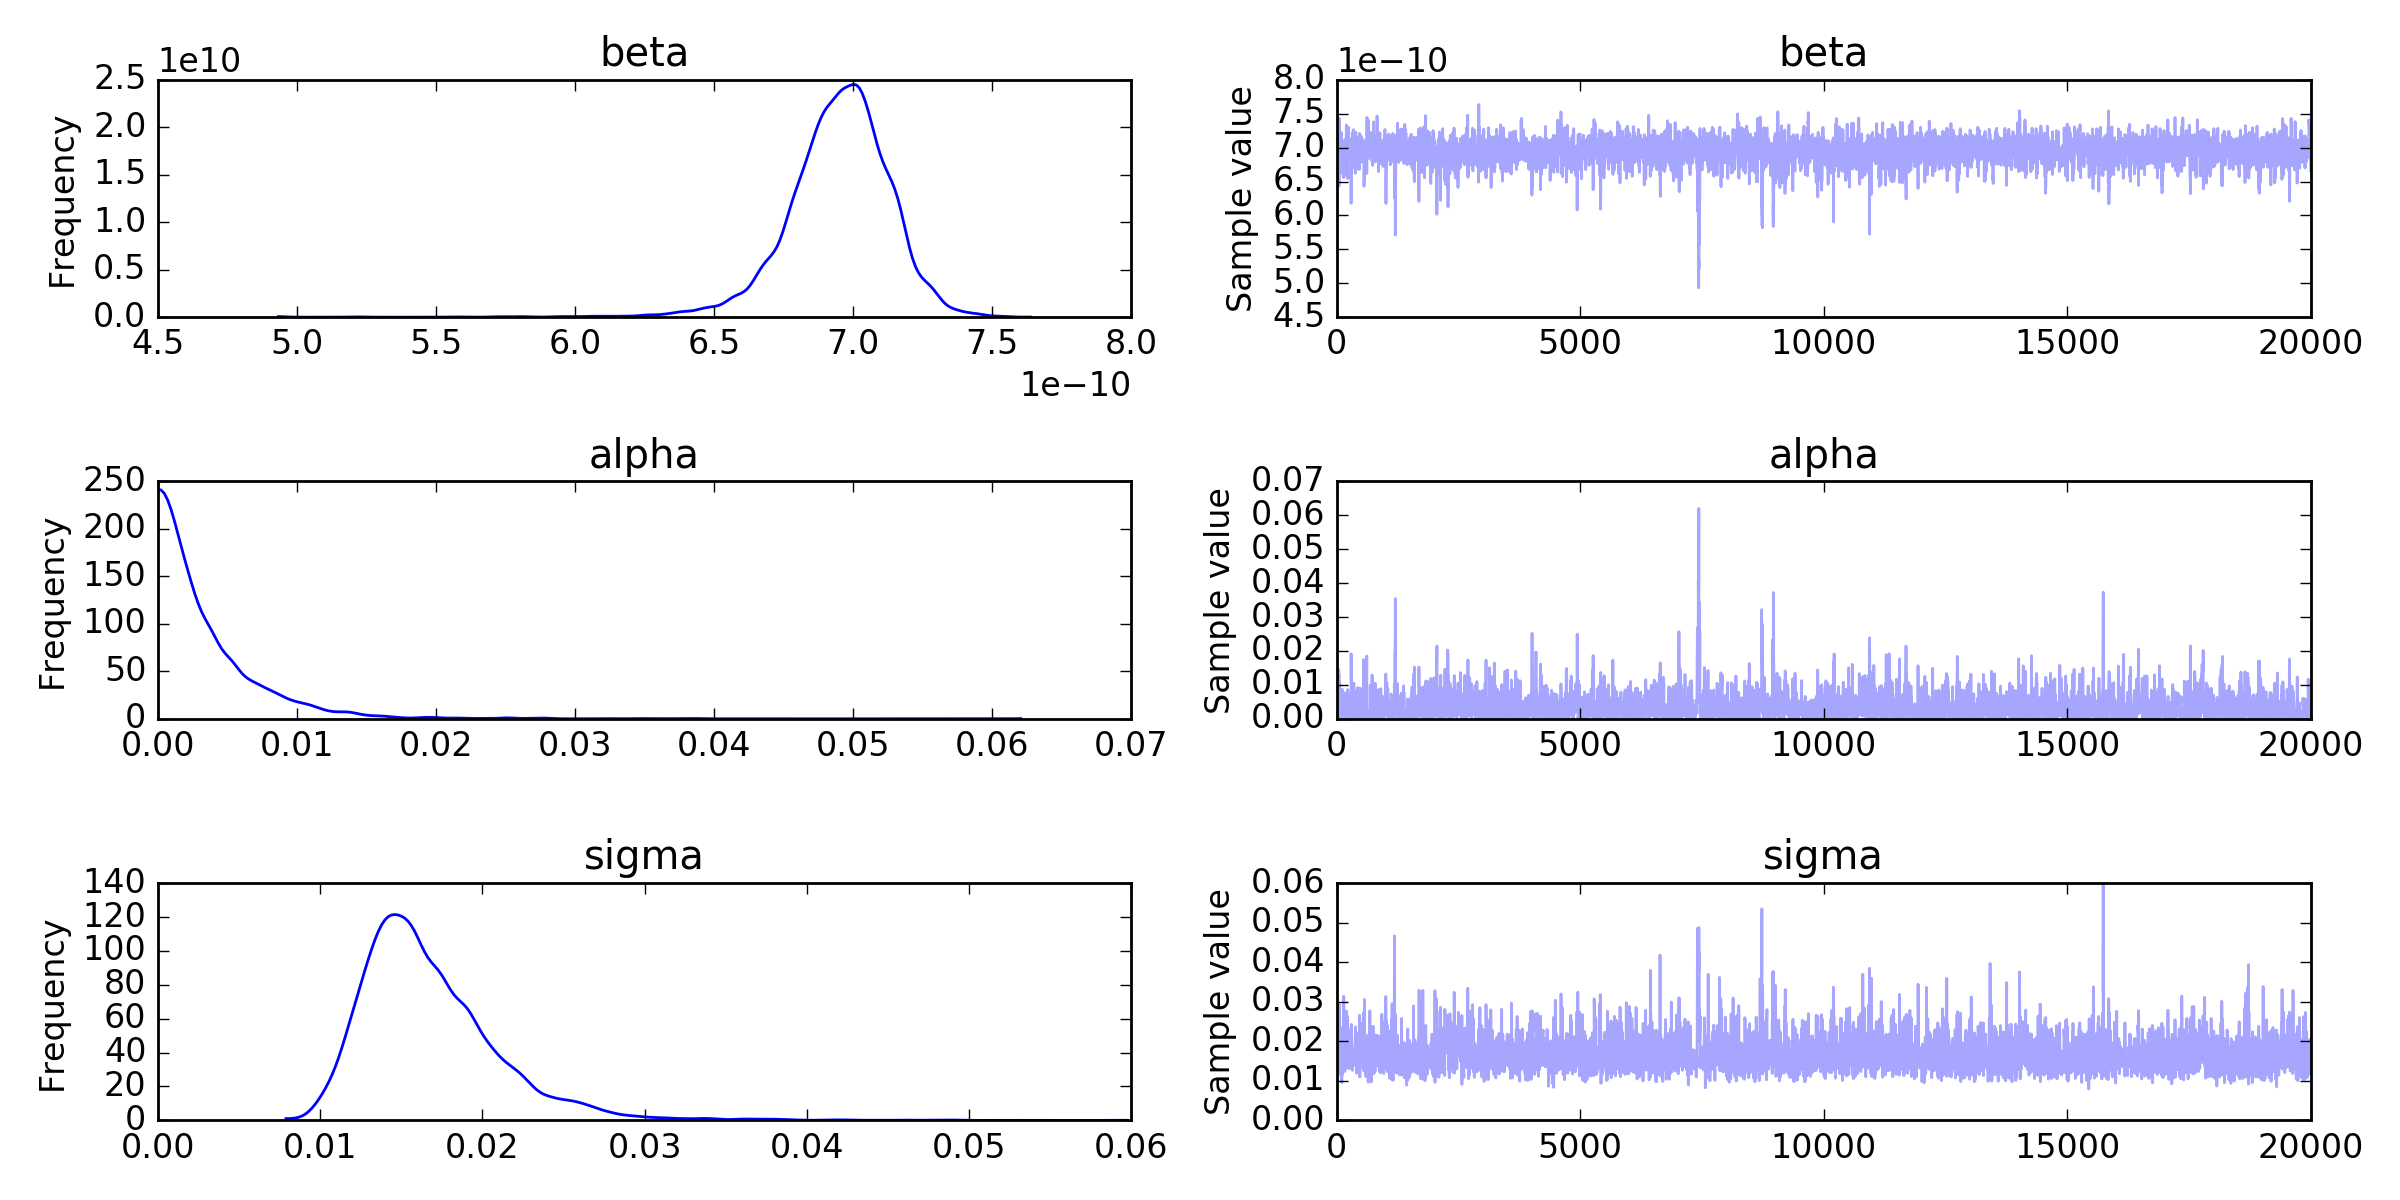 beta
1e10
2.5
2.0
1.5
1.0
0.5
0.0
Frequency
4.5 5.0 5.5 6.0 6.5 7.0 7.5 8.0
1e−10
beta
1e−10
8.0
7.5
7.0
6.5
6.0
5.5
5.0
4.5
Sample value
0 5000 10000 15000 20000
alpha
250
200
150
100
50
0
Frequency
0.00 0.01 0.02 0.03 0.04 0.05 0.06 0.07
alpha
0.07
0.06
0.05
0.04
0.03
0.02
0.01
0.00
Sample value
0 5000 10000 15000 20000
sigma
140
120
100
80
60
40
20
0
Frequency
0.00 0.01 0.02 0.03 0.04 0.05 0.06
sigma
0.06
0.05
0.04
0.03
0.02
0.01
0.00
Sample value
0 5000 10000 15000 20000